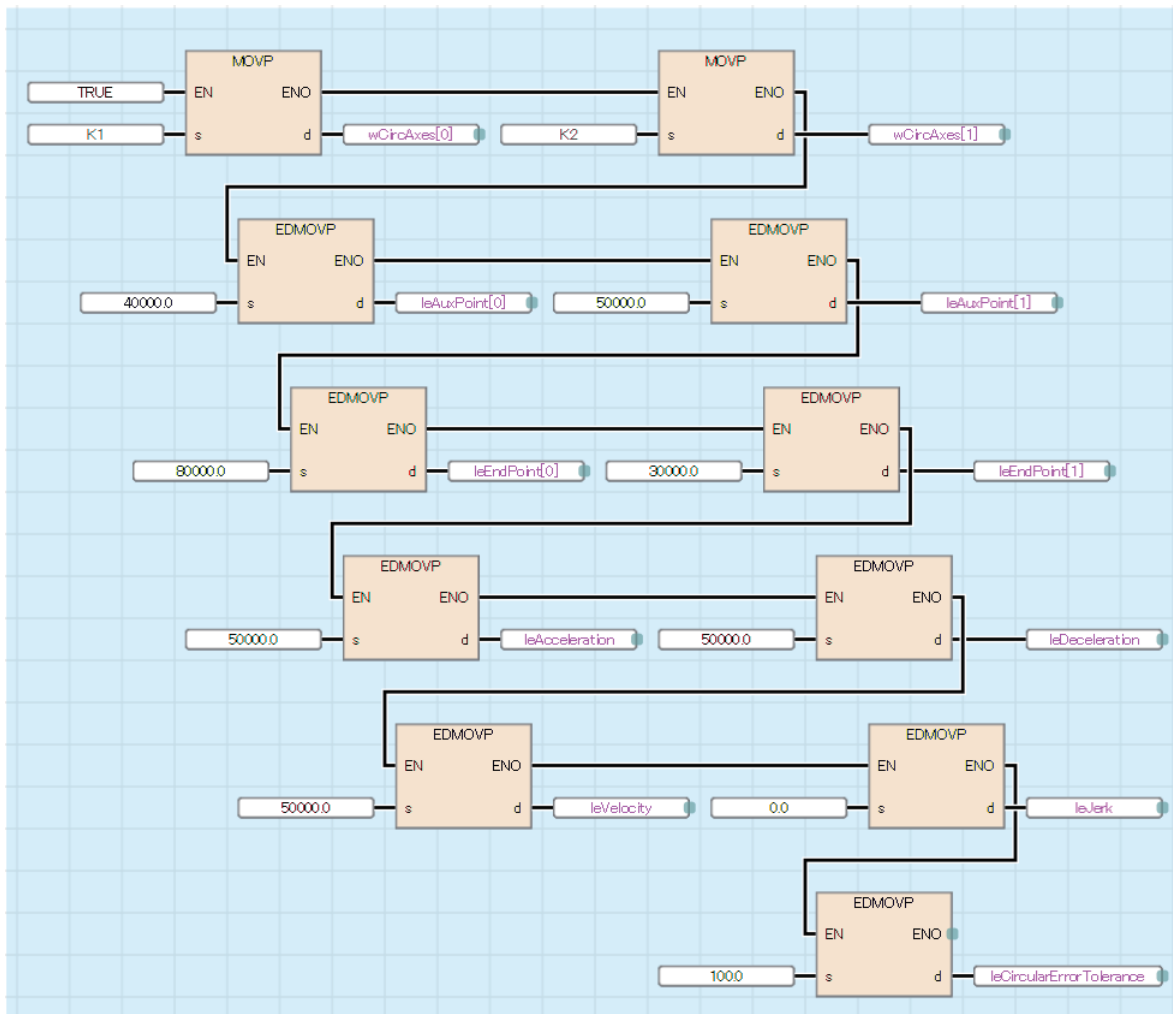 MOVP MOVP
TRUE EN ENO EN ENO
K1 s d wCircAxes[0] K2 s d wCircAxes[1]
EDMOVP EDMOVP
EN ENO EN ENO
40000.0 s d leAuxPoint[0] 50000.0 s d leAuxPoint[1]
EDMOVP EDMOVP
EN ENO EN ENO
80000.0 s d leEndPoint[0] 30000.0 s d leEndPoint[1]
EDMOVP EDMOVP
EN ENO EN ENO
50000.0 s d leAcceleration 50000.0 s d leDeceleration
EDMOVP EDMOVP
EN ENO EN ENO
50000.0 s d leVelocity 0.0 s d leJerk
EDMOVP
EN ENO
100.0 s d leCircularErrorTolerance